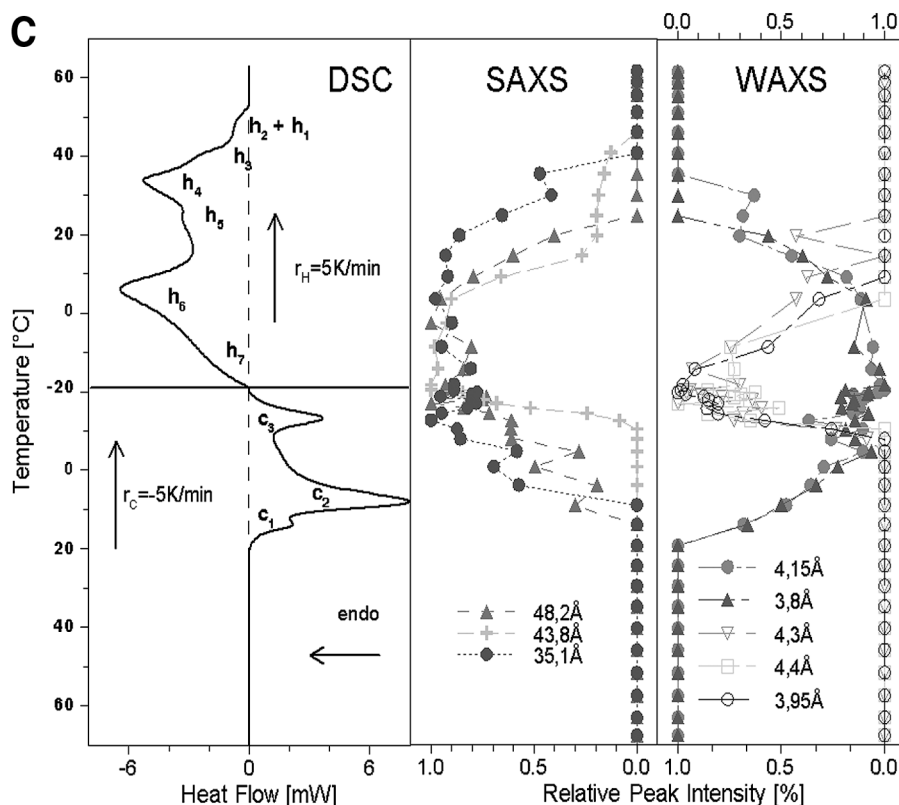 C
0.0 0.5 1.0
DSC
SAXS
WAXS
60
40
20
0
-20
0
20
40
60
Temperature [°C]
h2 + h1
h3
h4
h5
rH=5K/min
h6
h7
c3
rC=-5K/min
c2
c1
endo
48,2Å
43,8Å
35,1Å
4,15Å
3,8Å
4,3Å
4,4Å
3,95Å
-6 0 6
1.0 0.5 0.0
0.0 0.5 1.0
Heat Flow [mW]
Relative Peak Intensity [%]